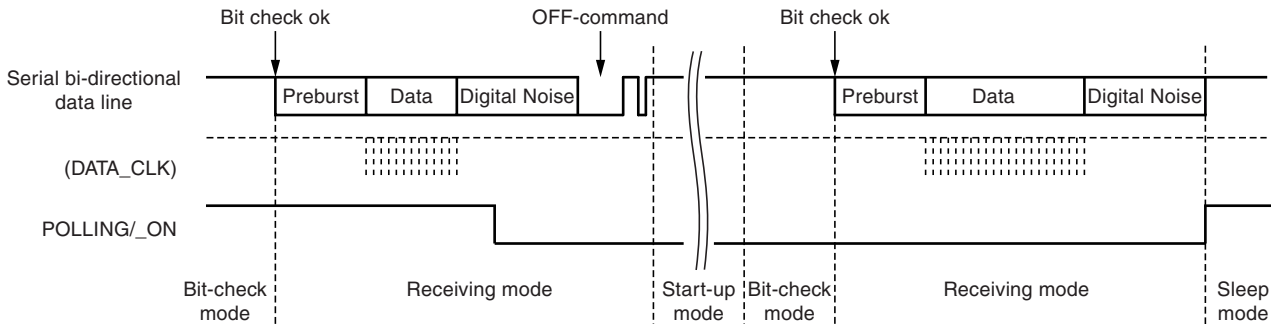 Bit check ok
OFF-command
Bit check ok
Serial bi-directional
data line
Preburst
Data
Digital Noise
Preburst
Data
Digital Noise
(DATA_CLK)
POLLING/_ON
Bit-check
mode
Receiving mode
Start-up
mode
Bit-check
mode
Receiving mode
Sleep
mode